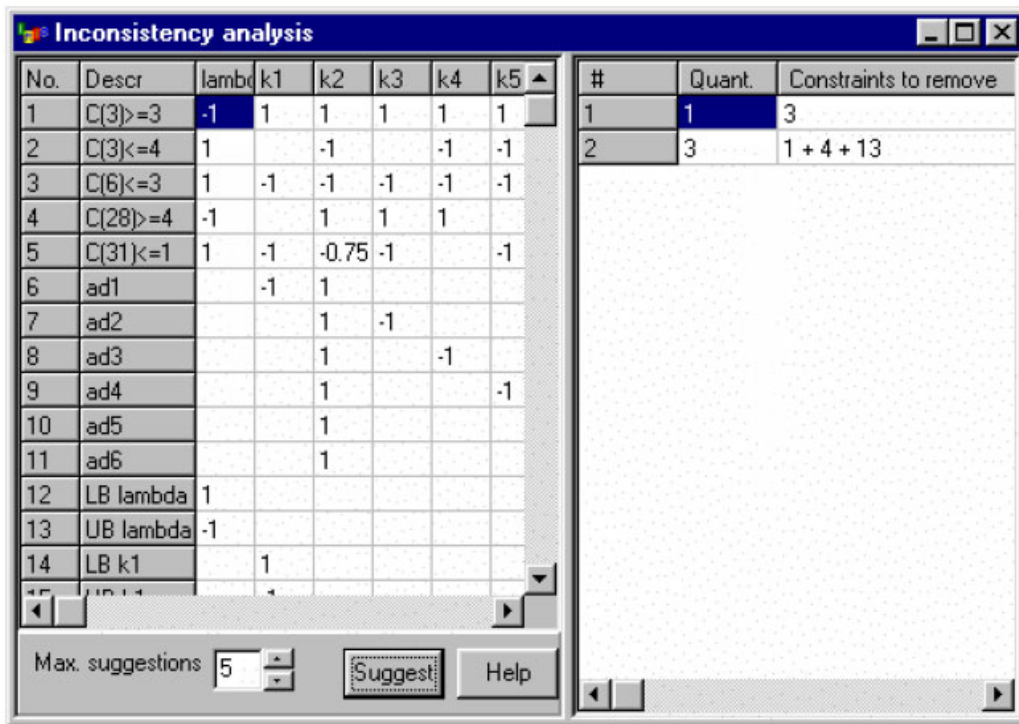 Inconsistency analysis
No. Descr lambd k1 k2 k3 k4 k5
1 C(3)>=3 -1 1 1 1 1 1
2 C(3)<=4 1 -1 -1 -1
3 C(6)<=3 1 -1 -1 -1 -1 -1
4 C(28)>=4 -1 1 1 1
5 C(31)<=1 1 -1 -0.75 -1 -1
6 ad1 -1 1
7 ad2 1 -1
8 ad3 1 -1
9 ad4 1 -1
10 ad5 1
11 ad6 1
12 LB lambda 1
13 UB lambda -1
14 LB k1 1
# Quant. Constraints to remove
1 1 3
2 3 1 + 4 + 13
Max. suggestions 5 Suggest Help